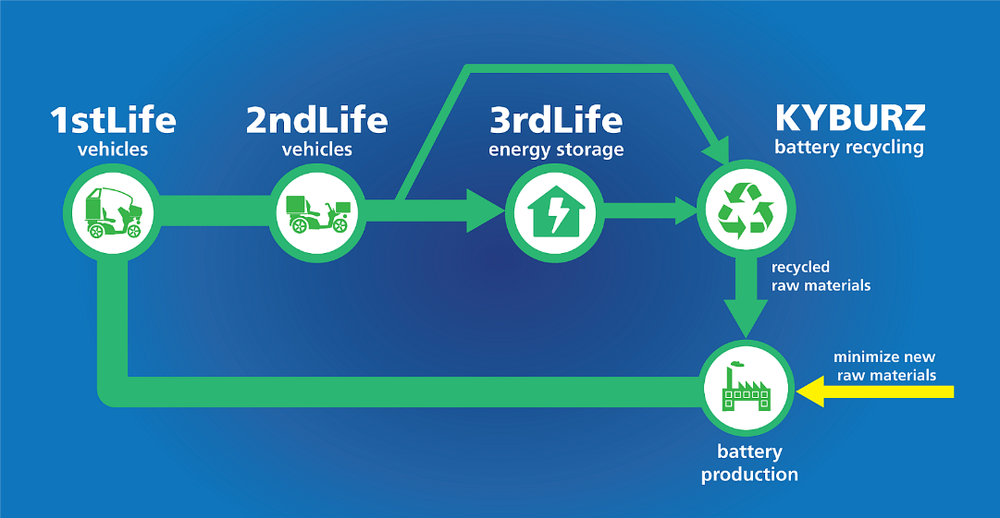 1stLife
vehicles
2ndLife
vehicles
3rdLife
energy storage
KYBURZ
battery recycling
recycled
raw materials
minimize new
raw materials
battery
production